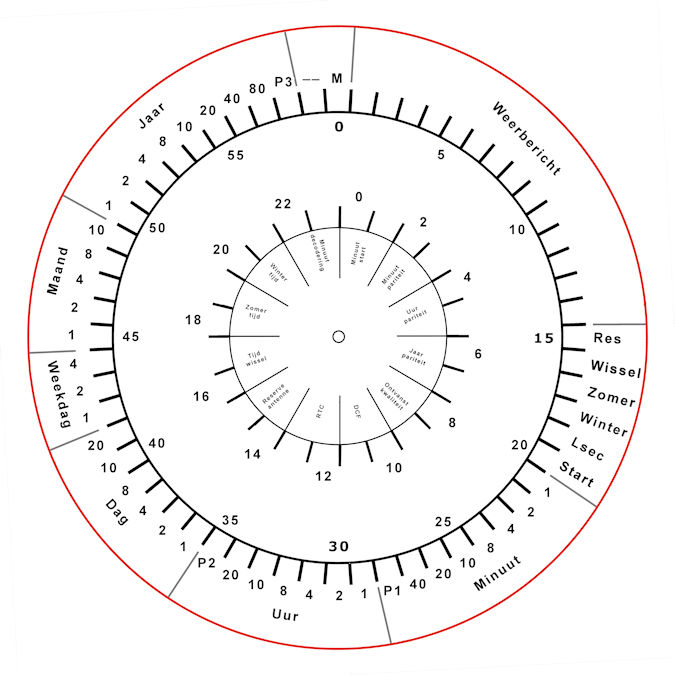 Weerbericht
Res
Wissel
Zomer
Winter
Lsec
Start
1
2
4
8
10
20
40
P1
Minuut
1
2
4
8
10
20
P2
Uur
1
2
4
8
10
20
Dag
1
2
4
Weekdag
1
2
4
8
10
Maand
1
2
4
8
10
20
40
80
Jaar
P3
--
M
0
5
10
15
20
25
30
35
40
45
50
55
0
2
4
6
8
10
12
14
16
18
20
22
Minuut
start
Minuut
pariteit
Uur
pariteit
Jaar
pariteit
Ontvanst
kwaliteit
DCF
RTC
Reserve
antenne
Tijd
wissel
Zomer
tijd
Winter
tijd
Minuut
decodering